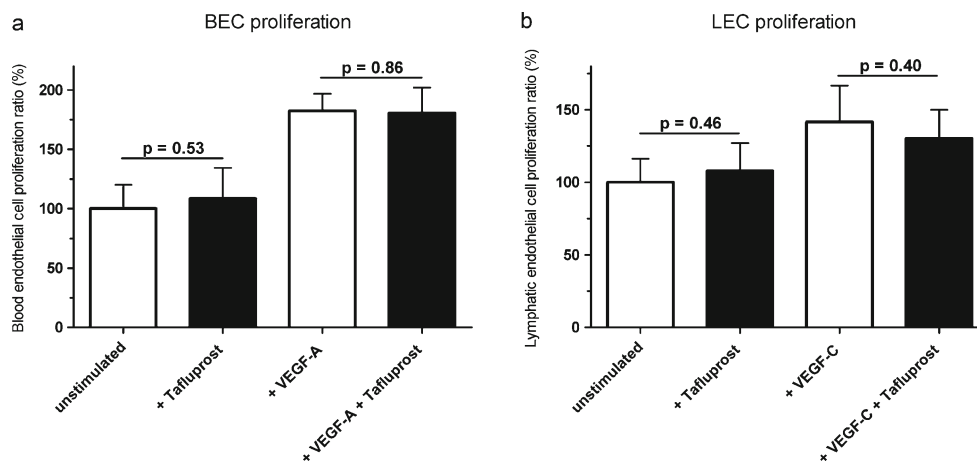 a
BEC proliferation
Blood endothelial cell proliferation ratio (%)
200
150
100
50
0
p = 0.53
p = 0.86
unstimulated
+ Tafluprost
+ VEGF-A
+ VEGF-A + Tafluprost
b
LEC proliferation
Lymphatic endothelial cell proliferation ratio (%)
150
100
50
0
p = 0.46
p = 0.40
unstimulated
+ Tafluprost
+ VEGF-C
+ VEGF-C + Tafluprost